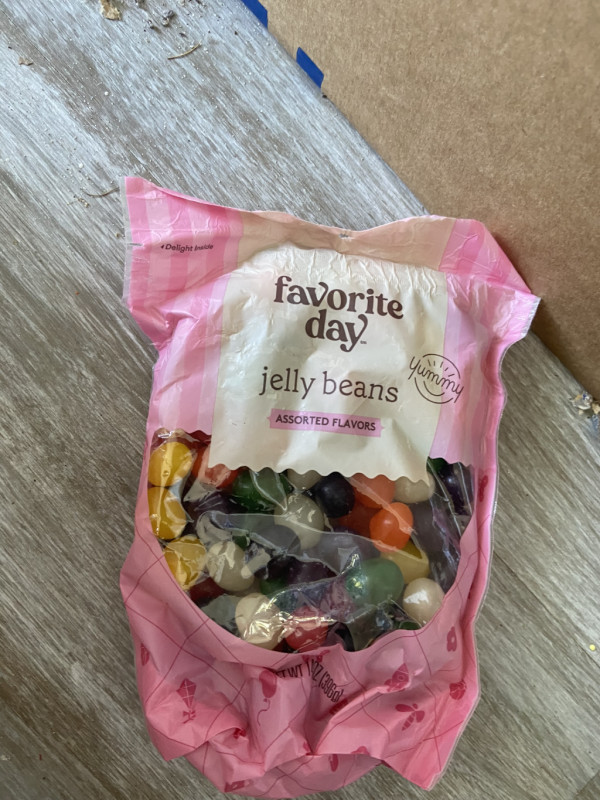 Delight Inside
favorite
day
jelly beans
yummy
ASSORTED FLAVORS